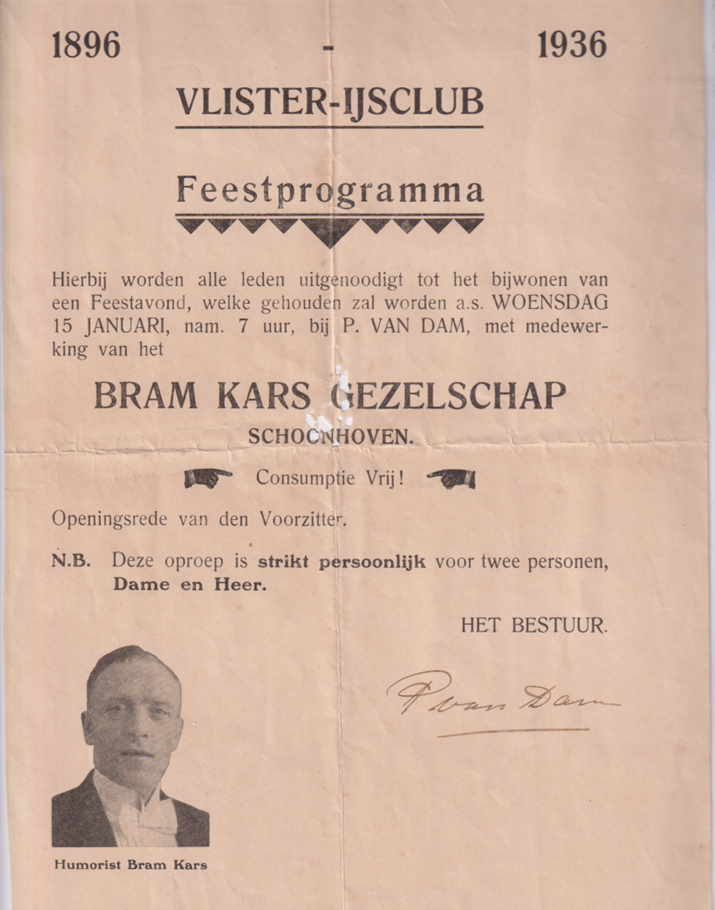 1896 - 1936
VLISTER-IJSCLUB
Feestprogramma
Hierbij worden alle leden uitgenoodigt tot het bijwonen van
een Feestavond, welke gehouden zal worden a.s. WOENSDAG
15 JANUARI, nam. 7 uur, bij P. VAN DAM, met medewer-
king van het
BRAM KARS GEZELSCHAP
SCHOONHOVEN.
Consumptie Vrij!
Openingsrede van den Voorzitter.
N.B. Deze oproep is strikt persoonlijk voor twee personen,
Dame en Heer.
HET BESTUUR.
P van Dam
Humorist Bram Kars